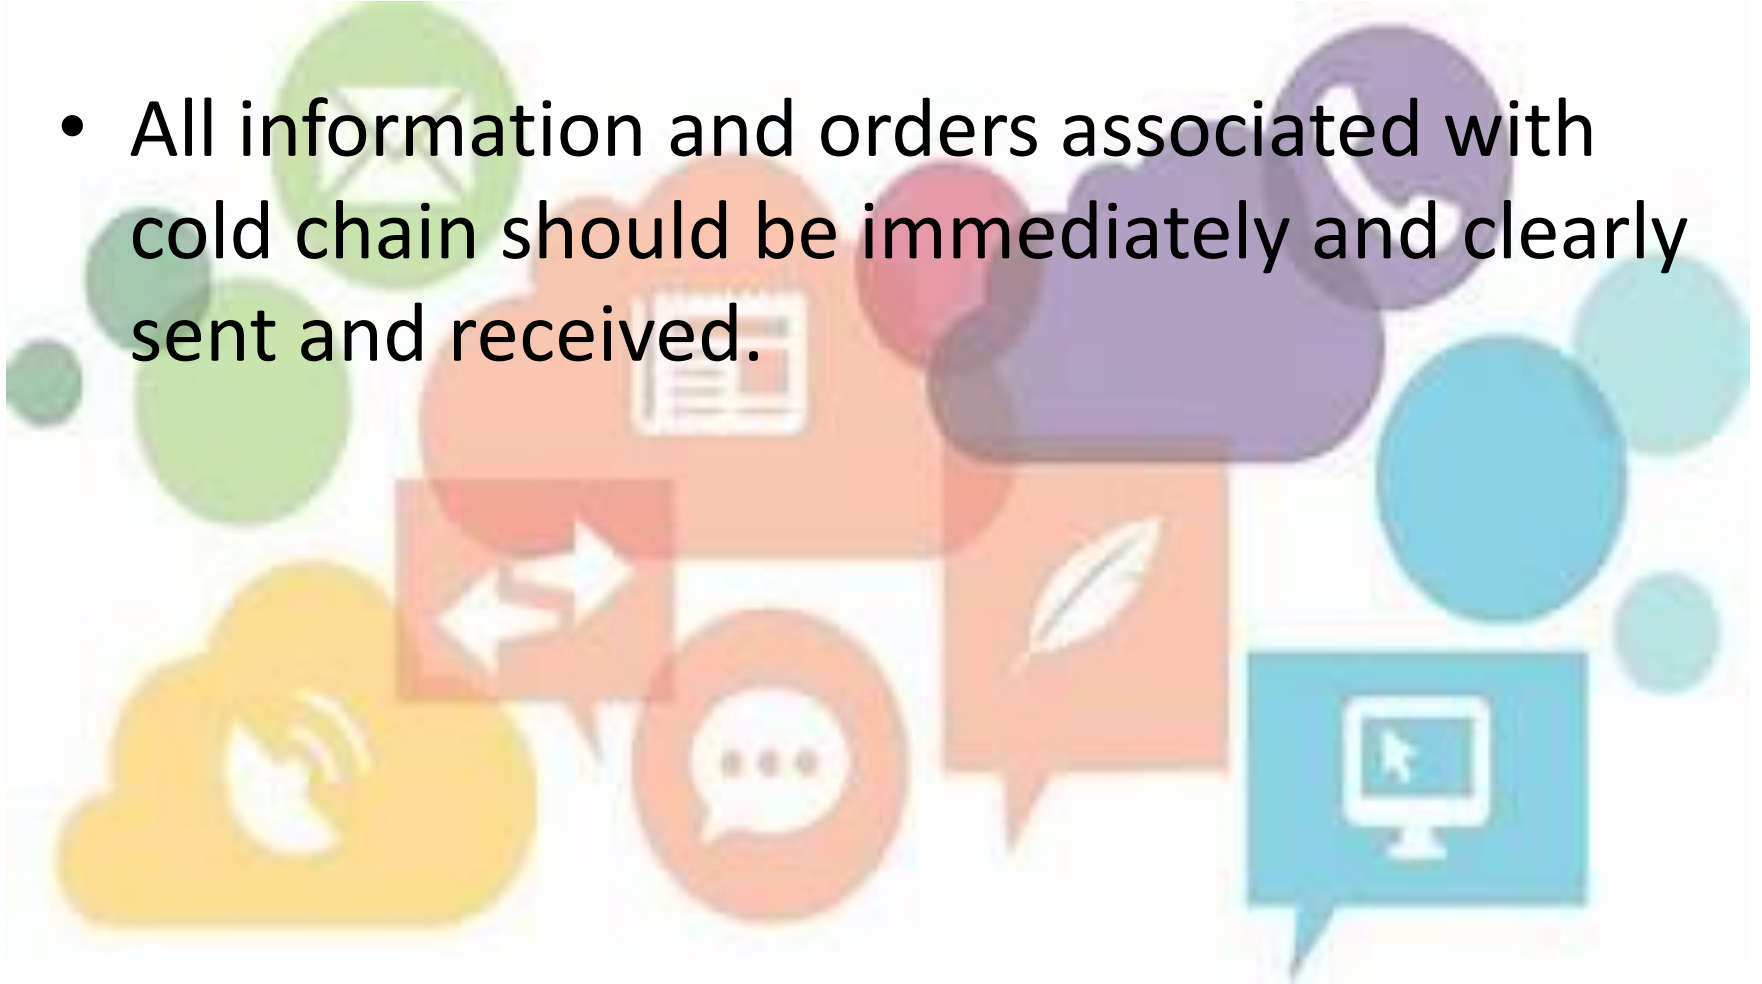 • All information and orders associated with
cold chain should be immediately and clearly
sent and received.